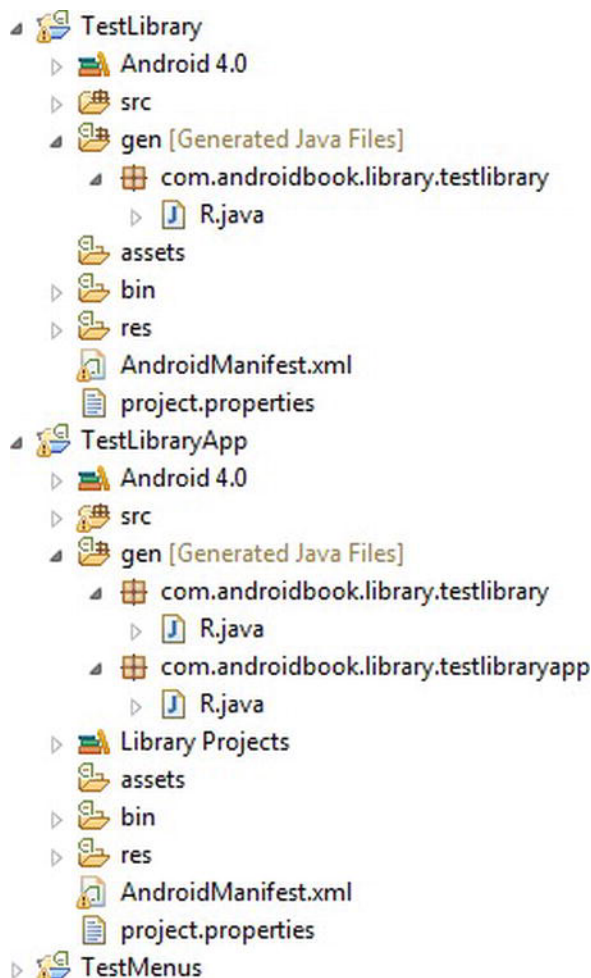 TestLibrary
Android 4.0
src
gen [Generated Java Files]
com.androidbook.library.testlibrary
R.java
assets
bin
res
AndroidManifest.xml
project.properties
TestLibraryApp
Android 4.0
src
gen [Generated Java Files]
com.androidbook.library.testlibrary
R.java
com.androidbook.library.testlibraryapp
R.java
Library Projects
assets
bin
res
AndroidManifest.xml
project.properties
TestMenus